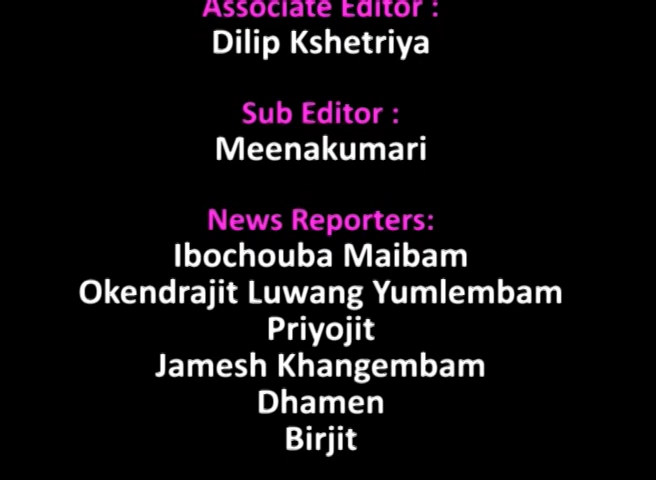 Associate Editor :
Dilip Kshetriya
Sub Editor :
Meenakumari
News Reporters:
Ibochouba Maibam
Okendrajit Luwang Yumlembam
Priyojit
Jamesh Khangembam
Dhamen
Birjit